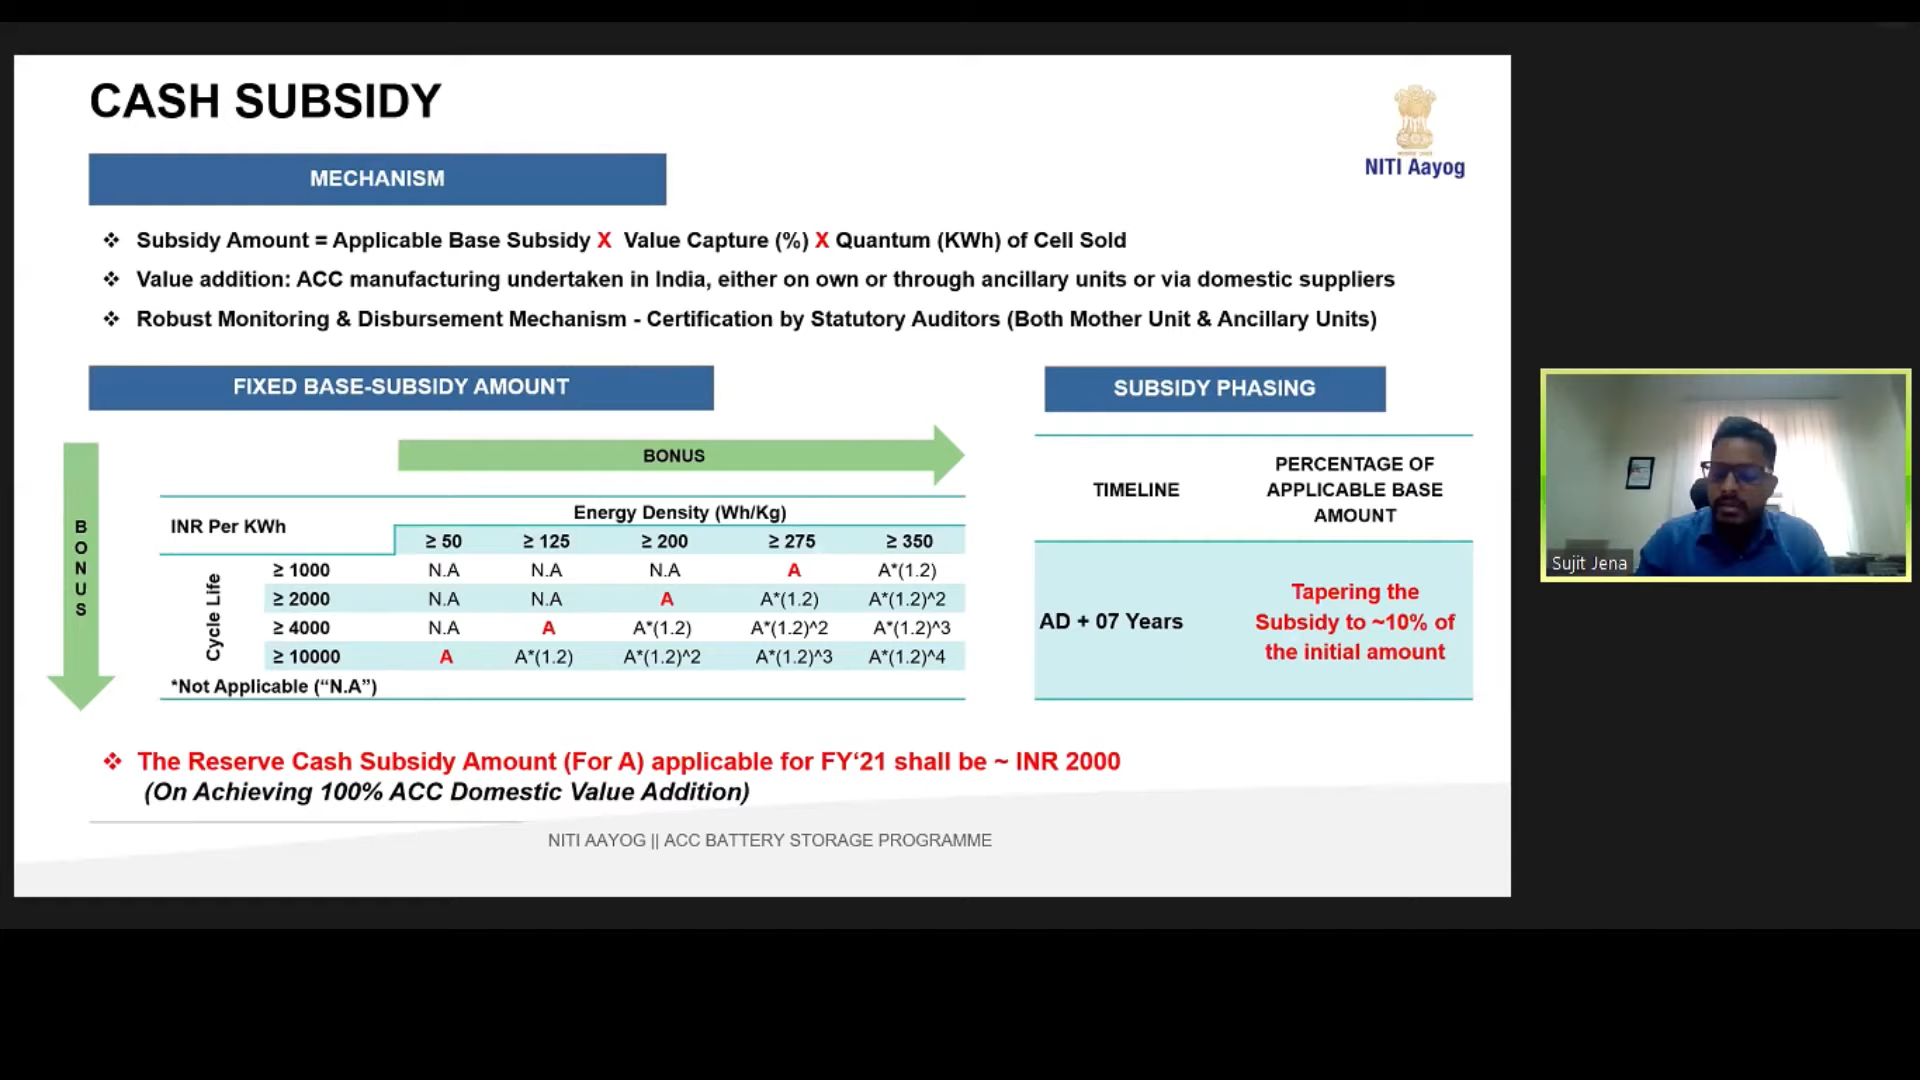 CASH SUBSIDY
NITI Aayog
MECHANISM
❖ Subsidy Amount = Applicable Base Subsidy X Value Capture (%) X Quantum (KWh) of Cell Sold
❖ Value addition: ACC manufacturing undertaken in India, either on own or through ancillary units or via domestic suppliers
❖ Robust Monitoring & Disbursement Mechanism - Certification by Statutory Auditors (Both Mother Unit & Ancillary Units)
FIXED BASE-SUBSIDY AMOUNT
BONUS
BONUS
INR Per KWh
Energy Density (Wh/Kg)
≥ 50 ≥ 125 ≥ 200 ≥ 275 ≥ 350
Cycle Life
≥ 1000 N.A N.A N.A A A*(1.2)
≥ 2000 N.A N.A A A*(1.2) A*(1.2)^2
≥ 4000 N.A A A*(1.2) A*(1.2)^2 A*(1.2)^3
≥ 10000 A A*(1.2) A*(1.2)^2 A*(1.2)^3 A*(1.2)^4
*Not Applicable (“N.A”)
SUBSIDY PHASING
TIMELINE
PERCENTAGE OF
APPLICABLE BASE
AMOUNT
AD + 07 Years
Tapering the
Subsidy to ~10% of
the initial amount
❖ The Reserve Cash Subsidy Amount (For A) applicable for FY‘21 shall be ~ INR 2000
(On Achieving 100% ACC Domestic Value Addition)
NITI AAYOG || ACC BATTERY STORAGE PROGRAMME
Sujit Jena